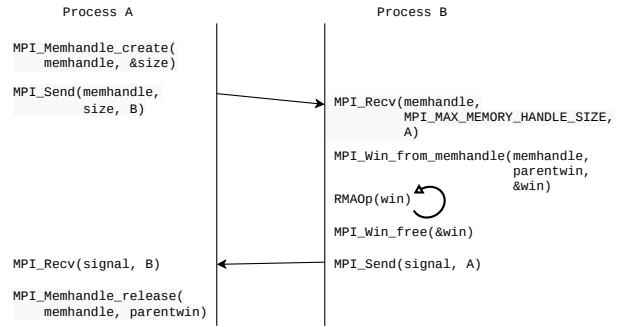 Process A
Process B
MPI_Memhandle_create(
memhandle, &size)
MPI_Send(memhandle,
size, B)
MPI_Recv(memhandle,
MPI_MAX_MEMORY_HANDLE_SIZE,
A)
MPI_Win_from_memhandle(memhandle,
parentwin,
&win)
RMAOp(win)
MPI_Win_free(&win)
MPI_Recv(signal, B)
MPI_Send(signal, A)
MPI_Memhandle_release(
memhandle, parentwin)